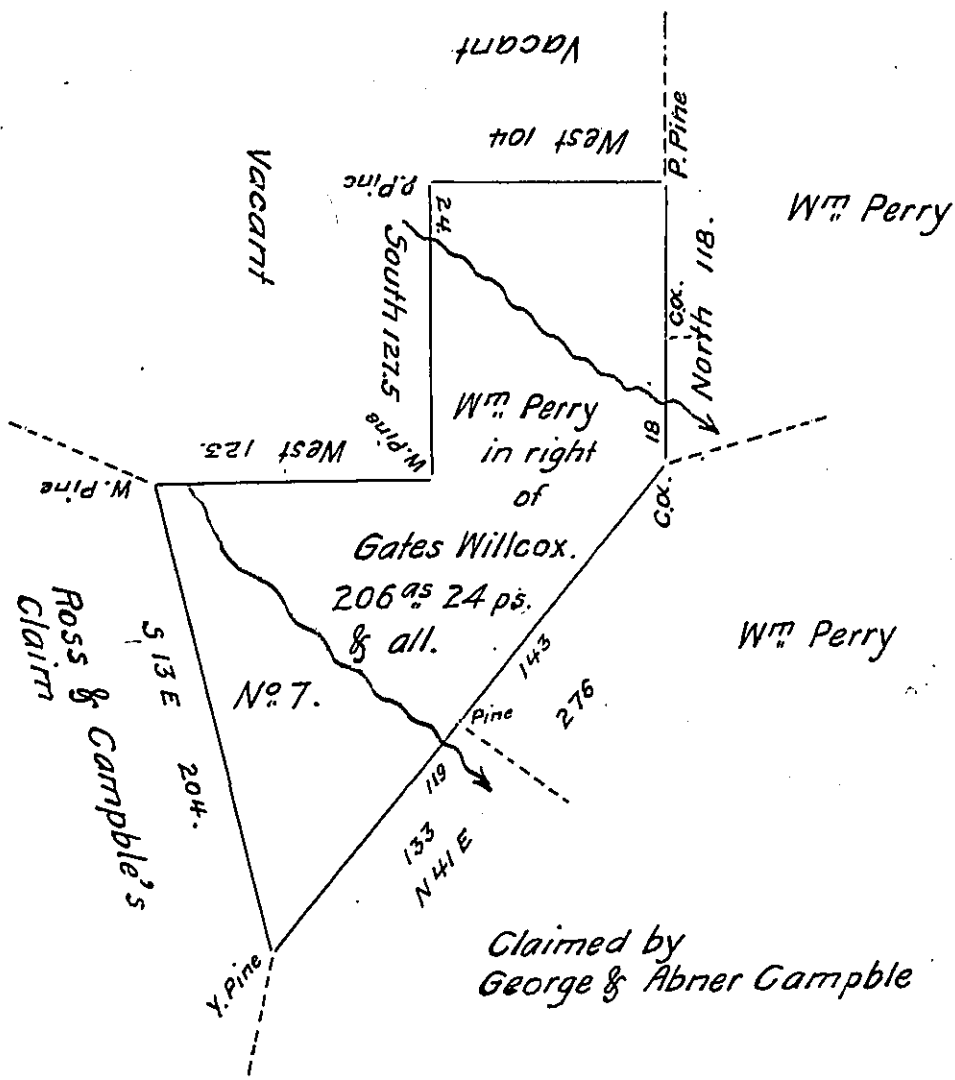 Vacant
West 104
P. Pine
Vacant
P. Pine
24.
South 127.5
Wm Perry
North 118.
C.a.
18
Wm Perry
in right
of
Gates Willcox.
206 as 24 ps.
& all.
No 7.
W. Pine
West 123.
W. Pine
C.a.
Wm Perry
143
276
Pine
119
133
N 41 E
Ross & Campble's
Claim
S 13 E
204.
Y. Pine
Claimed by
George & Abner Campble